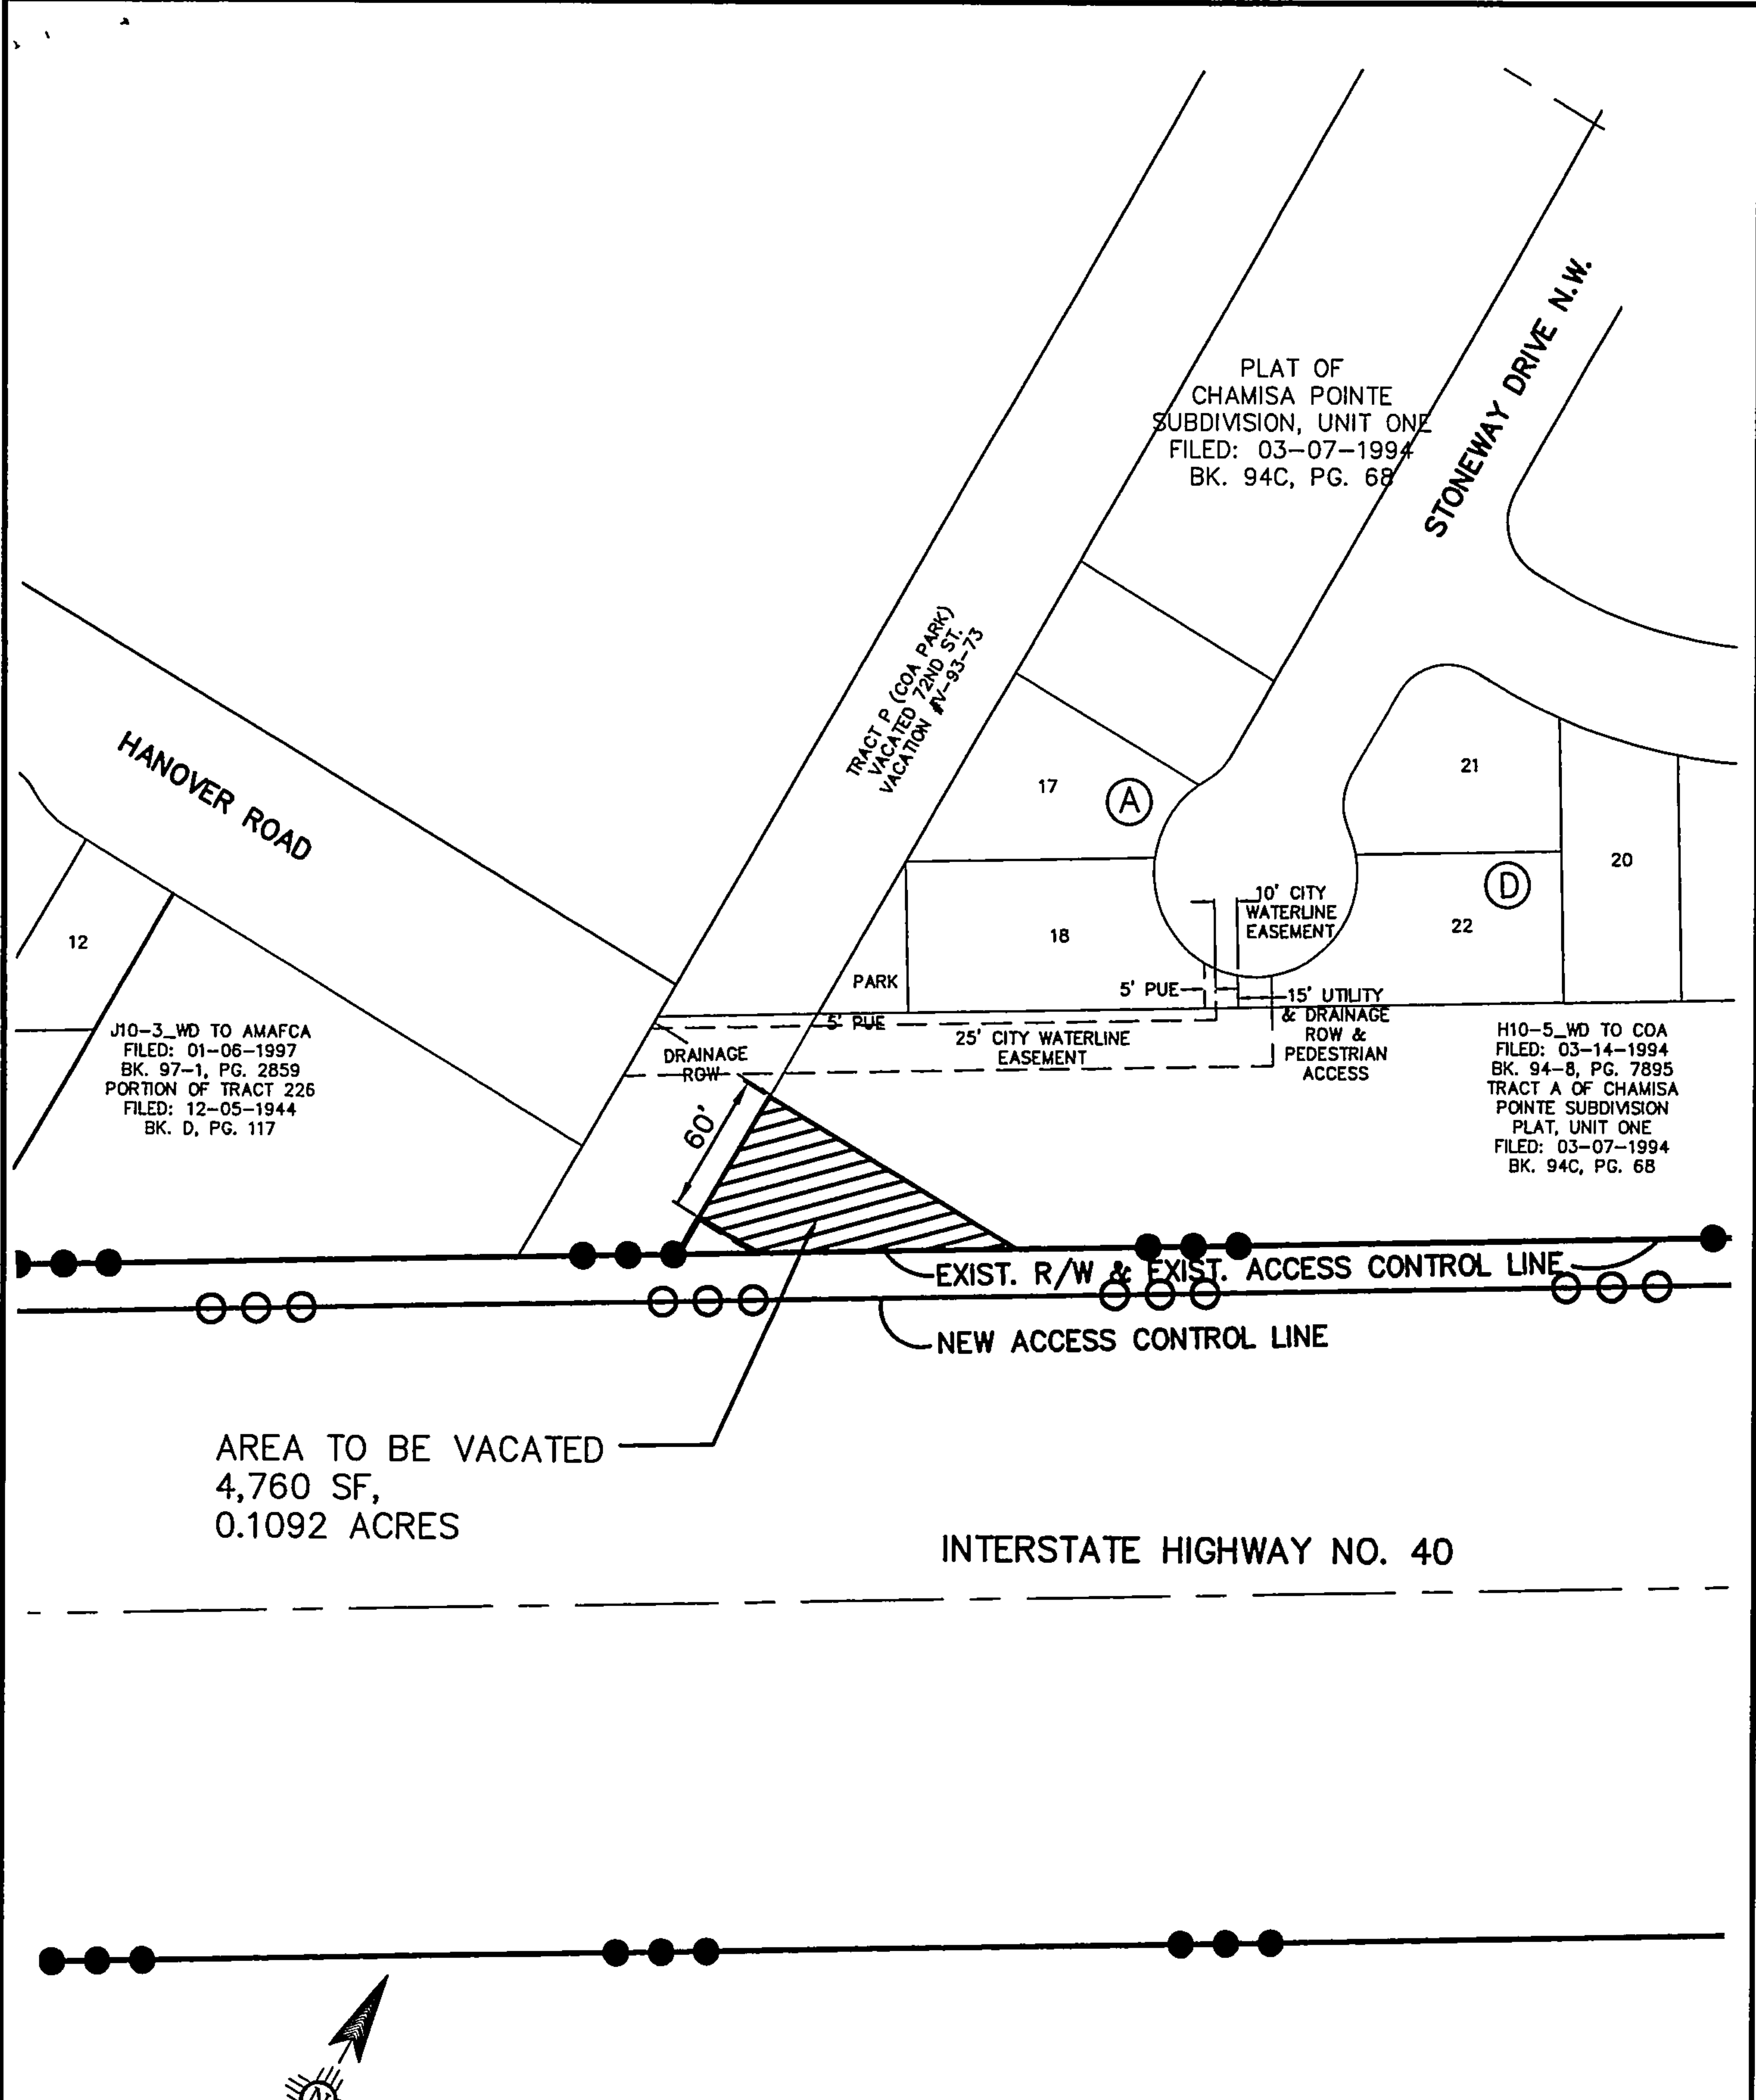 PLAT OF
CHAMISA POINTE
SUBDIVISION, UNIT ONE
FILED: 03-07-1994
BK. 94C, PG. 68
STONEWAY DRIVE N.W.
TRACT P (COA PARK)
VACATED 72ND ST.
VACATION #V-93-73
HANOVER ROAD
17
A
21
20
D
22
10' CITY
WATERLINE
EASEMENT
18
12
PARK
5' PUE
15' UTILITY
& DRAINAGE
ROW &
PEDESTRIAN
ACCESS
5' PUE
25' CITY WATERLINE
EASEMENT
DRAINAGE
ROW
J10-3_WD TO AMAFCA
FILED: 01-06-1997
BK. 97-1, PG. 2859
PORTION OF TRACT 226
FILED: 12-05-1944
BK. D, PG. 117
H10-5_WD TO COA
FILED: 03-14-1994
BK. 94-8, PG. 7895
TRACT A OF CHAMISA
POINTE SUBDIVISION
PLAT, UNIT ONE
FILED: 03-07-1994
BK. 94C, PG. 68
60'
EXIST. R/W & EXIST. ACCESS CONTROL LINE
NEW ACCESS CONTROL LINE
AREA TO BE VACATED
4,760 SF,
0.1092 ACRES
INTERSTATE HIGHWAY NO. 40
N